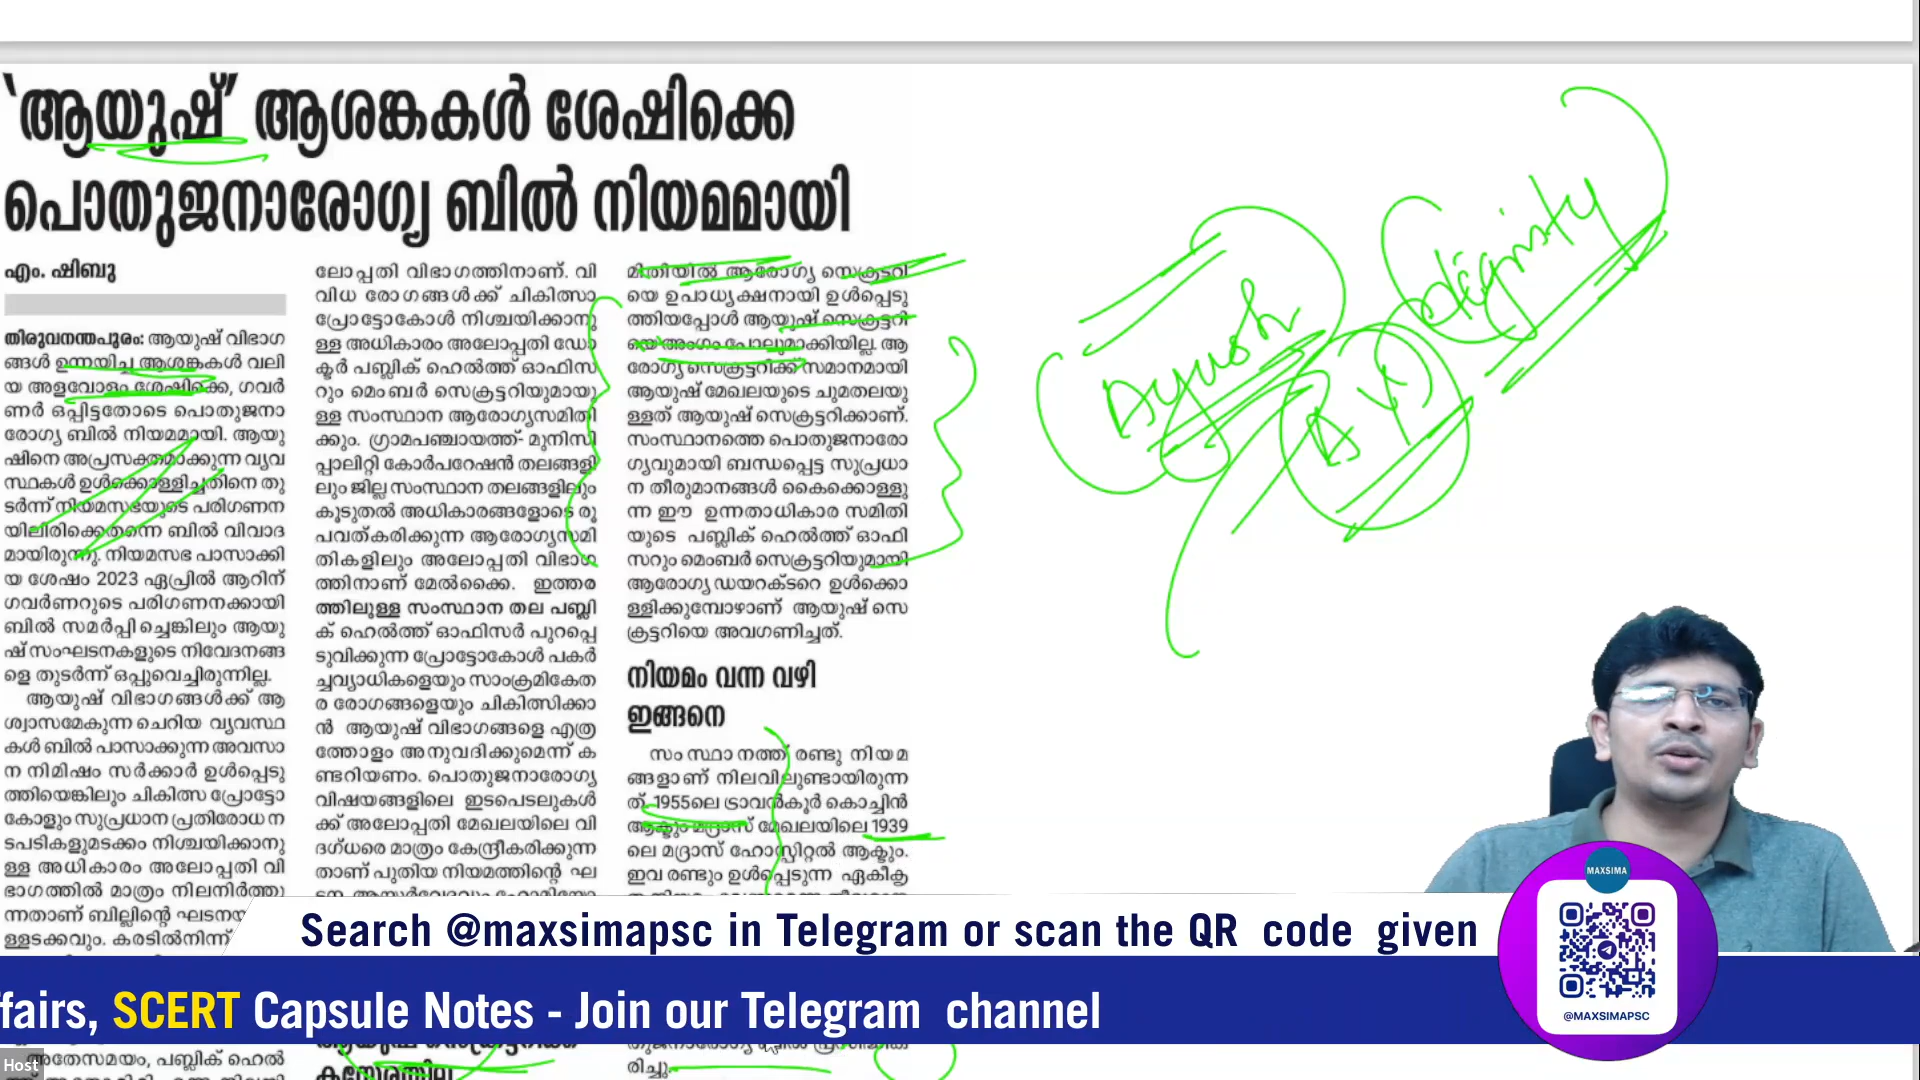 'ആയുഷ്' ആശങ്കകൾ ശേഷിക്കെ
പൊതുജനാരോഗ്യ ബിൽ നിയമമായി
എം. ഷിബു
തിരുവനന്തപുരം: ആയുഷ് വിഭാഗ
ങ്ങൾ ഉന്നയിച്ച ആശങ്കകൾ വലി
യ അളവോളം ശേഷിക്കെ, ഗവർ
ണർ ഒപ്പിട്ടതോടെ പൊതുജനാ
രോഗ്യ ബിൽ നിയമമായി. ആയു
ഷിനെ അപ്രസക്തമാക്കുന്ന വ്യവ
സ്ഥകൾ ഉൾക്കൊള്ളിച്ചതിനെ തു
ടർന്ന് നിയമസഭയുടെ പരിഗണന
യിലിരിക്കെതന്നെ ബിൽ വിവാദ
മായിരുന്നു. നിയമസഭ പാസാക്കി
യ ശേഷം 2023 ഏപ്രിൽ ആറിന്
ഗവർണറുടെ പരിഗണനക്കായി
ബിൽ സമർപ്പി ച്ചെങ്കിലും ആയു
ഷ് സംഘടനകളുടെ നിവേദനങ്ങ
ളെ തുടർന്ന് ഒപ്പുവെച്ചിരുന്നില്ല.
ആയുഷ് വിഭാഗങ്ങൾക്ക് ആ
ശ്വാസമേകുന്ന ചെറിയ വ്യവസ്ഥ
കൾ ബിൽ പാസാക്കുന്ന അവസാ
ന നിമിഷം സർക്കാർ ഉൾപ്പെടു
ത്തിയെങ്കിലും ചികിത്സ പ്രോട്ടോ
കോളും സുപ്രധാന പ്രതിരോധ ന
ടപടികളുമടക്കം നിശ്ചയിക്കാനു
ള്ള അധികാരം അലോപ്പതി വി
ഭാഗത്തിൽ മാത്രം നിലനിർത്തു
ന്നതാണ് ബില്ലിന്റെ ഘടനയ
ള്ളടക്കവും. കരടിൽനിന്ന്
അതേസമയം, പബ്ലിക് ഹെൽ
ലോപ്പതി വിഭാഗത്തിനാണ്. വി
വിധ രോഗങ്ങൾക്ക് ചികിത്സാ
പ്രോട്ടോകോൾ നിശ്ചയിക്കാനു
ള്ള അധികാരം അലോപ്പതി ഡോ
ക്ടർ പബ്ലിക് ഹെൽത്ത് ഓഫിസ
റും മെംബർ സെക്രട്ടറിയുമായു
ള്ള സംസ്ഥാന ആരോഗ്യസമിതി
ക്കും. ഗ്രാമപഞ്ചായത്ത്- മുനിസി
പ്പാലിറ്റി കോർപറേഷൻ തലങ്ങളി
ലും ജില്ല സംസ്ഥാന തലങ്ങളിലും
കൂടുതൽ അധികാരങ്ങളോടെ രൂ
പവത്കരിക്കുന്ന ആരോഗ്യസമി
തികളിലും അലോപ്പതി വിഭാഗ
ത്തിനാണ് മേൽക്കൈ. ഇത്തര
ത്തിലുള്ള സംസ്ഥാന തല പബ്ലി
ക് ഹെൽത്ത് ഓഫിസർ പുറപ്പെ
ടുവിക്കുന്ന പ്രോട്ടോകോൾ പകർ
ച്ചവ്യാധികളെയും സാംക്രമികേത
ര രോഗങ്ങളെയും ചികിത്സിക്കാ
ൻ ആയുഷ് വിഭാഗങ്ങളെ എത്ര
ത്തോളം അനുവദിക്കുമെന്ന് ക
ണ്ടറിയണം. പൊതുജനാരോഗ്യ
വിഷയങ്ങളിലെ ഇടപെടലുകൾ
ക്ക് അലോപ്പതി മേഖലയിലെ വി
ദഗ്ധരെ മാത്രം കേന്ദ്രീകരിക്കുന്ന
താണ് പുതിയ നിയമത്തിന്റെ ഘ
മിതിയിൽ ആരോഗ്യ സെക്രട്ടറി
യെ ഉപാധ്യക്ഷനായി ഉൾപ്പെടു
ത്തിയപ്പോൾ ആയുഷ് സെക്രട്ടറി
യെ അംഗം പോലുമാക്കിയില്ല. ആ
രോഗ്യ സെക്രട്ടറിക്ക് സമാനമായി
ആയുഷ് മേഖലയുടെ ചുമതലയു
ള്ളത് ആയുഷ് സെക്രട്ടറിക്കാണ്.
സംസ്ഥാനത്തെ പൊതുജനാരോ
ഗ്യവുമായി ബന്ധപ്പെട്ട സുപ്രധാ
ന തീരുമാനങ്ങൾ കൈക്കൊള്ളു
ന്ന ഈ ഉന്നതാധികാര സമിതി
യുടെ പബ്ലിക് ഹെൽത്ത് ഓഫി
സറും മെംബർ സെക്രട്ടറിയുമായി
ആരോഗ്യ ഡയറക്ടറെ ഉൾക്കൊ
ള്ളിക്കുമ്പോഴാണ് ആയുഷ് സെ
ക്രട്ടറിയെ അവഗണിച്ചത്.
നിയമം വന്ന വഴി
ഇങ്ങനെ
സം സ്ഥാ നത്ത് രണ്ടു നിയമ
ങ്ങളാണ് നിലവിലുണ്ടായിരുന്ന
ത്. 1955ലെ ട്രാവൻകൂർ കൊച്ചിൻ
ആക്ടും മദ്രാസ് മേഖലയിലെ 1939
ലെ മദ്രാസ് ഹോസ്പിറ്റൽ ആക്ടും.
ഇവ രണ്ടും ഉൾപ്പെടുന്ന ഏകീകൃ
രിച്ചു.
Ayush
dignity
Search @maxsimapsc in Telegram or scan the QR code given
ffairs, SCERT Capsule Notes - Join our Telegram channel
MAXSIMA
@MAXSIMAPSC
Host